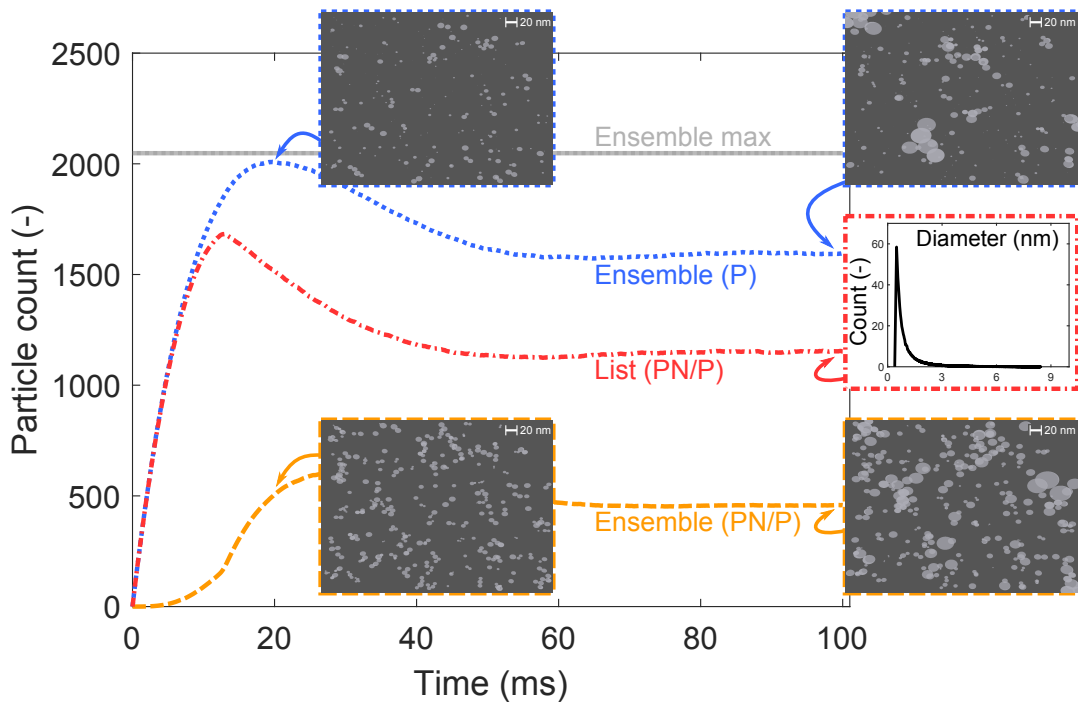 20 nm
20 nm
2500
2000
1500
1000
500
0
Particle count (-)
Ensemble max
Ensemble (P)
List (PN/P)
Ensemble (PN/P)
Diameter (nm)
Count (-)
60
40
20
0
0
3
6
9
20 nm
20 nm
0
20
40
60
80
100
Time (ms)